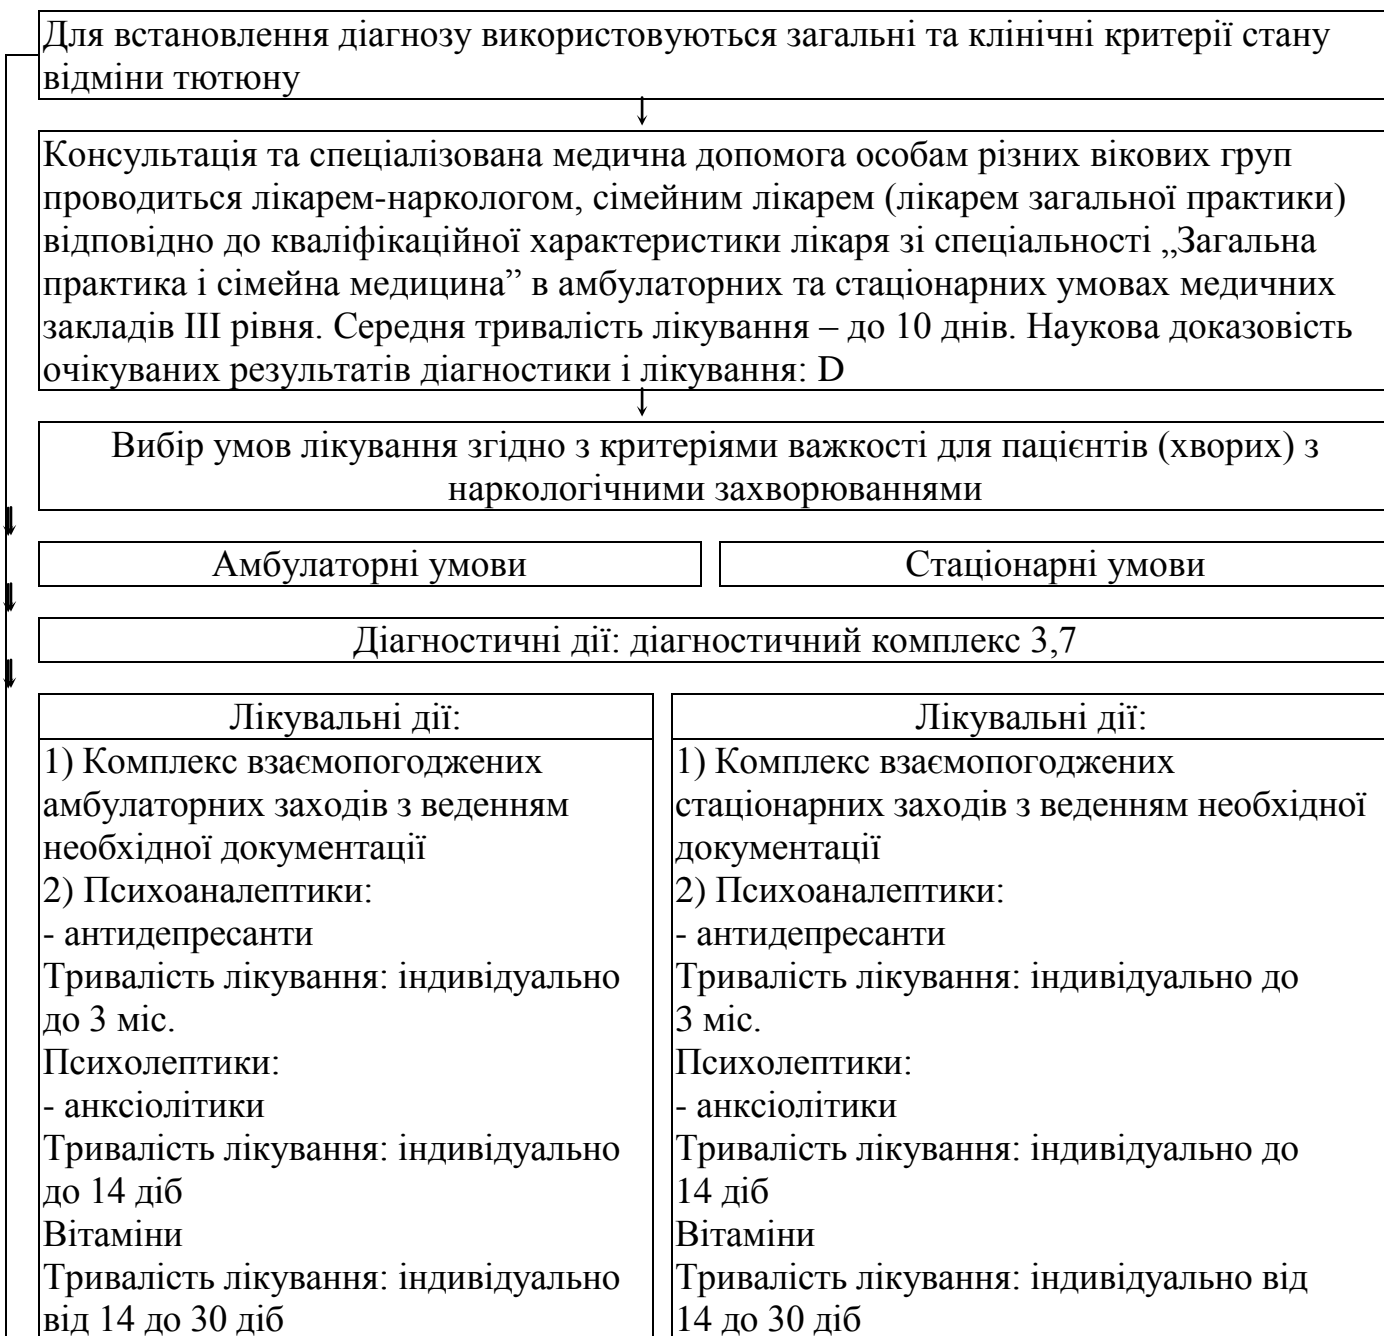 Для встановлення діагнозу використовуються загальні та клінічні критерії стану
відміни тютюну
Консультація та спеціалізована медична допомога особам різних вікових груп
проводиться лікарем-наркологом, сімейним лікарем (лікарем загальної практики)
відповідно до кваліфікаційної характеристики лікаря зі спеціальності „Загальна
практика і сімейна медицина” в амбулаторних та стаціонарних умовах медичних
закладів ІІІ рівня. Середня тривалість лікування – до 10 днів. Наукова доказовість
очікуваних результатів діагностики і лікування: D
Вибір умов лікування згідно з критеріями важкості для пацієнтів (хворих) з
наркологічними захворюваннями
Амбулаторні умови
Стаціонарні умови
Діагностичні дії: діагностичний комплекс 3,7
Лікувальні дії:
1) Комплекс взаємопогоджених
амбулаторних заходів з веденням
необхідної документації
2) Психоаналептики:
- антидепресанти
Тривалість лікування: індивідуально
до 3 міс.
Психолептики:
- анксіолітики
Тривалість лікування: індивідуально
до 14 діб
Вітаміни
Тривалість лікування: індивідуально
від 14 до 30 діб
Лікувальні дії:
1) Комплекс взаємопогоджених
стаціонарних заходів з веденням необхідної
документації
2) Психоаналептики:
- антидепресанти
Тривалість лікування: індивідуально до
3 міс.
Психолептики:
- анксіолітики
Тривалість лікування: індивідуально до
14 діб
Вітаміни
Тривалість лікування: індивідуально від
14 до 30 діб